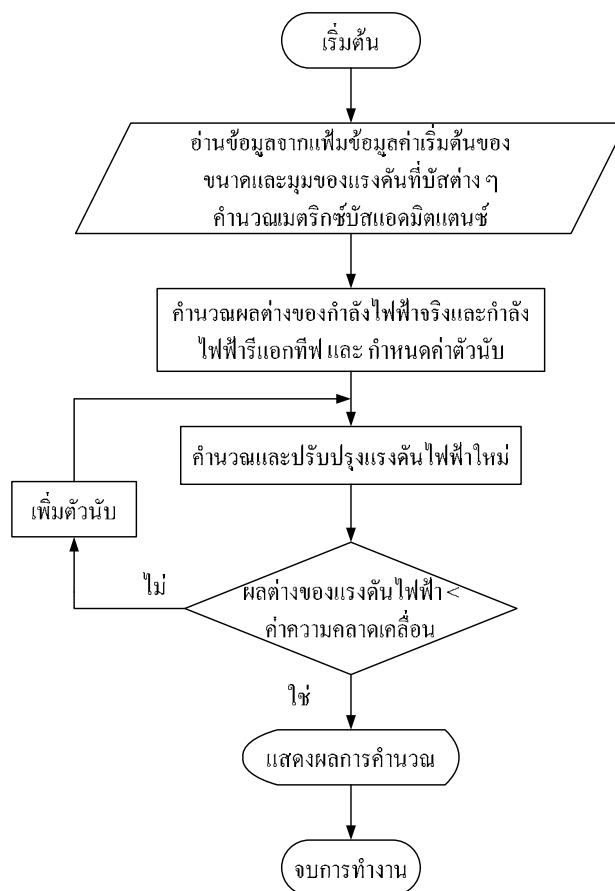 เริ่มต้น
อ่านข้อมูลจากแฟ้มข้อมูลค่าเริ่มต้นของ
ขนาดและมุมของแรงดันที่บัสต่าง ๆ
คำนวณเมตริกซ์บัสแอดมิตแตนซ์
คำนวณผลต่างของกำลังไฟฟ้าจริงและกำลัง
ไฟฟ้ารีแอกทีฟ และ กำหนดค่าตัวนับ
คำนวณและปรับปรุงแรงดันไฟฟ้าใหม่
เพิ่มตัวนับ
ไม่
ผลต่างของแรงดันไฟฟ้า <
ค่าความคลาดเคลื่อน
ใช่
แสดงผลการคำนวณ
จบการทำงาน